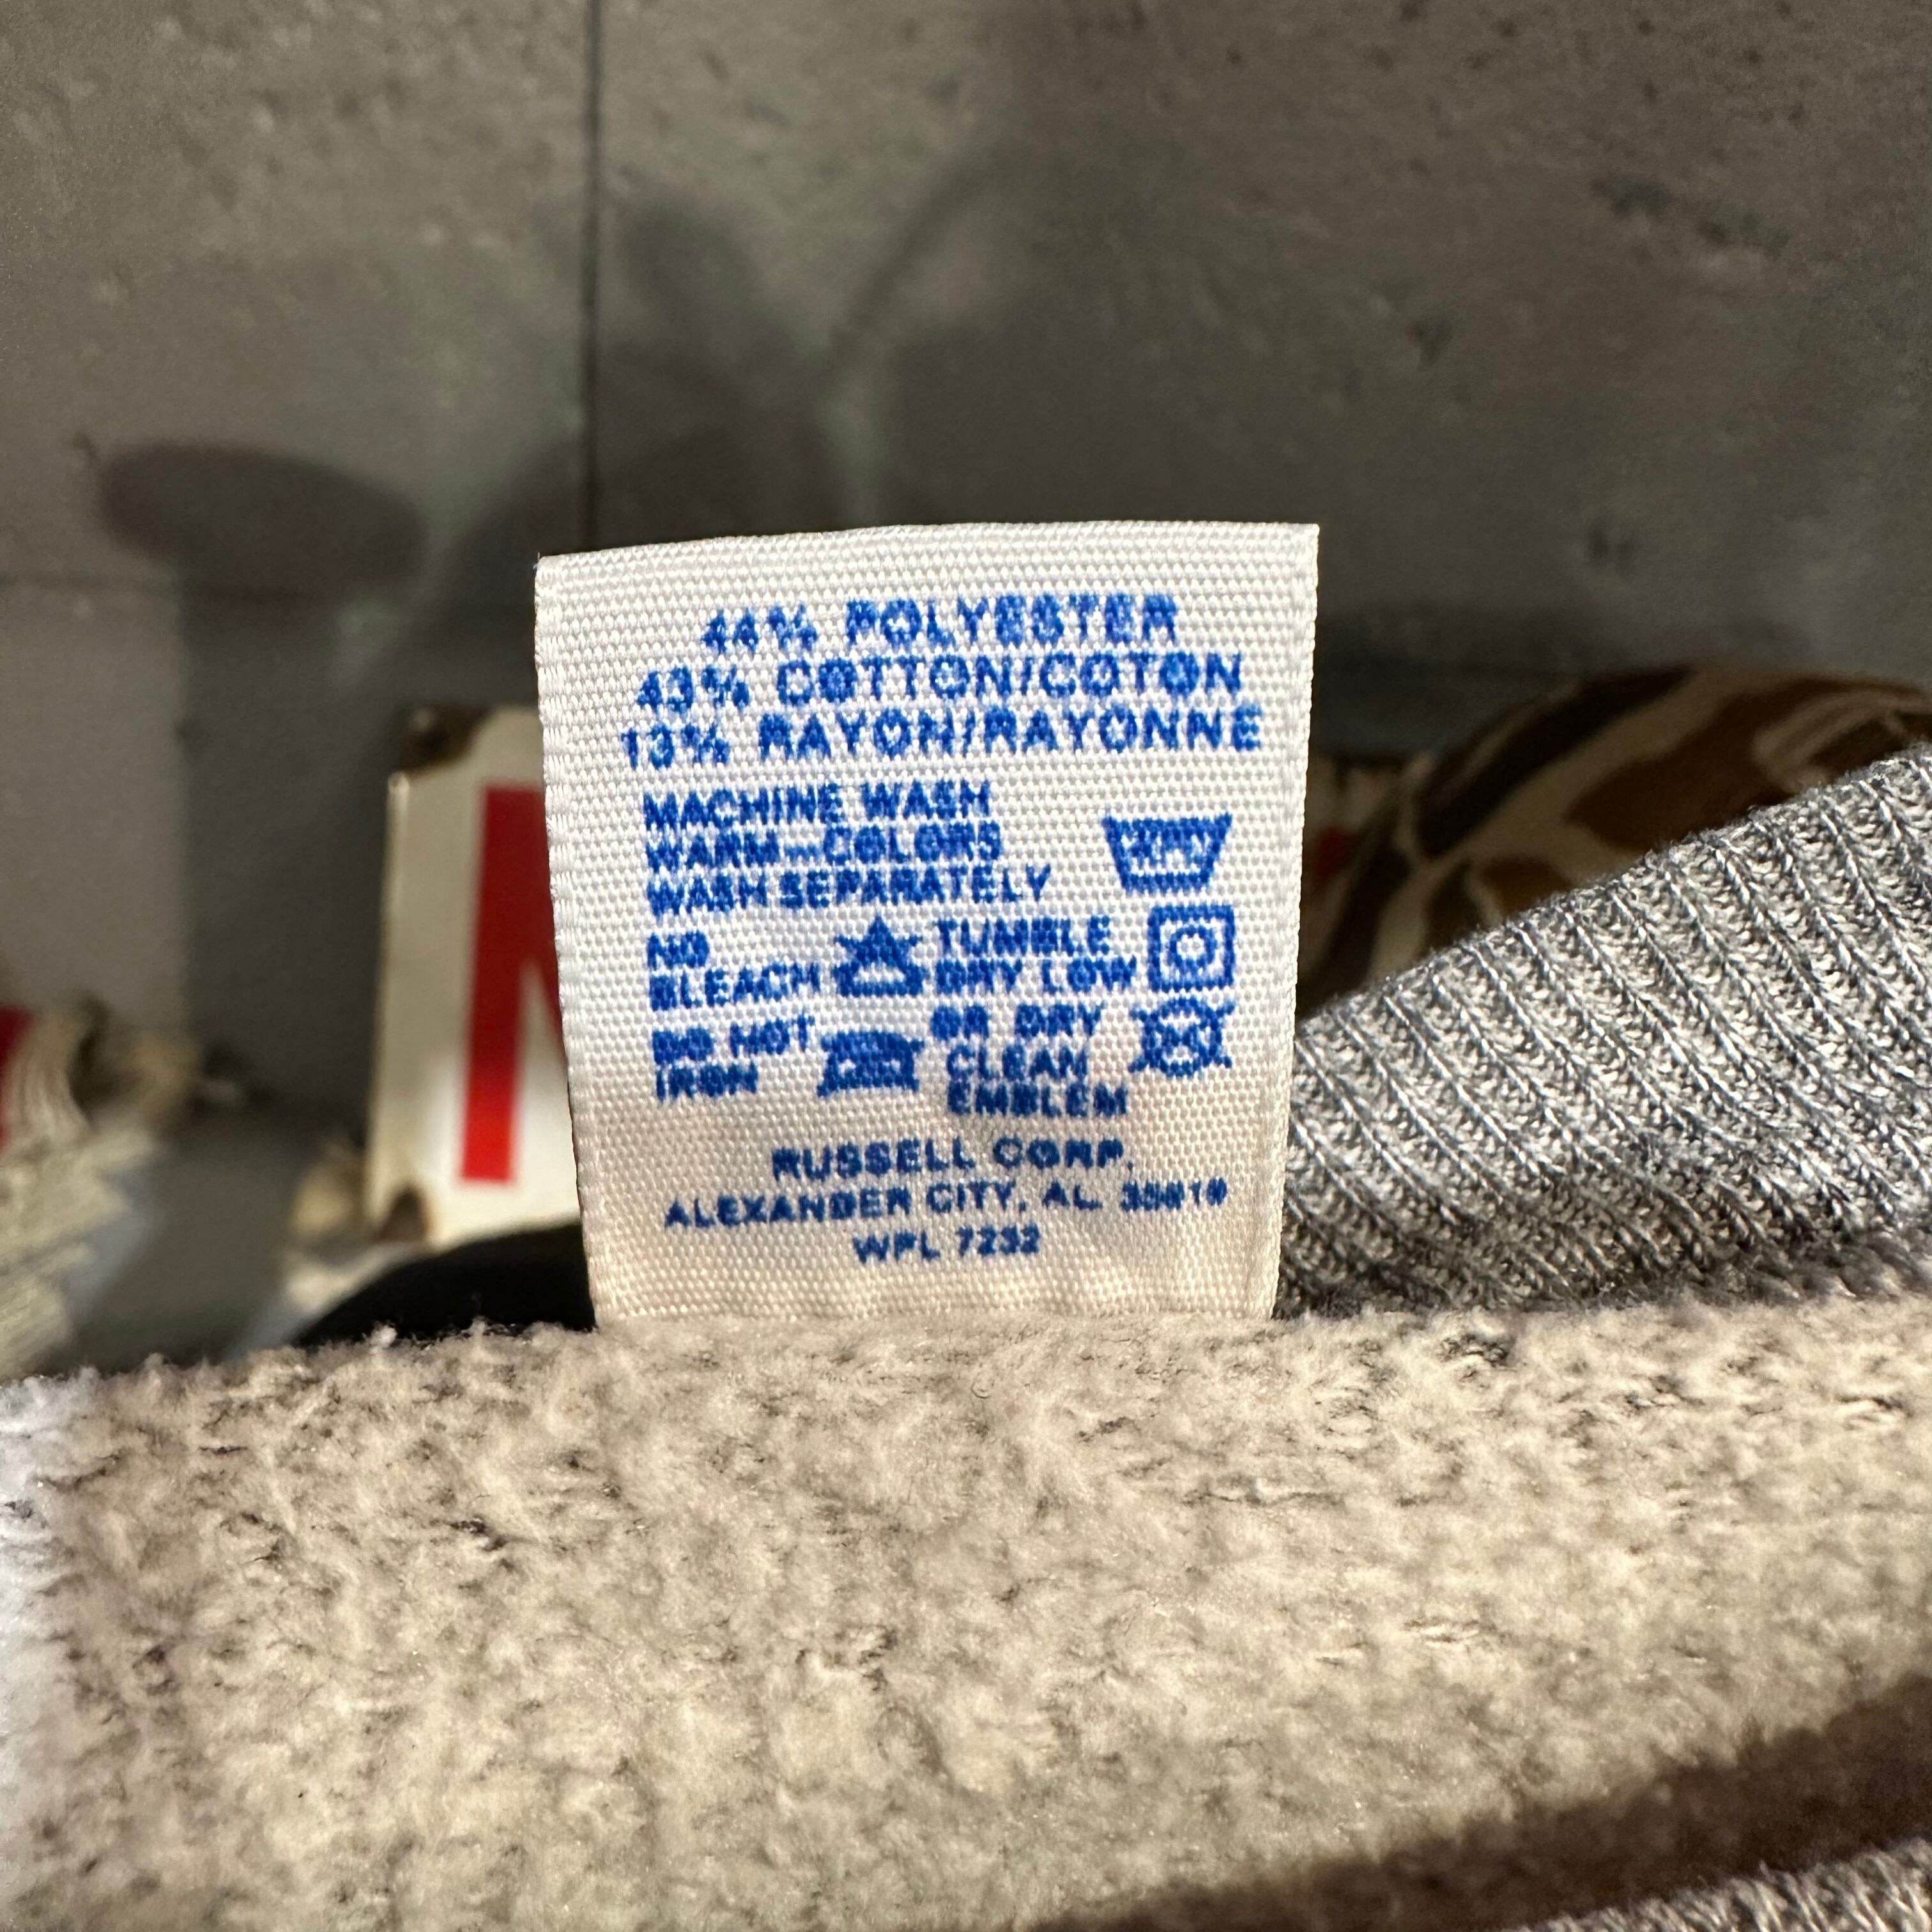 44% POLYESTER
43% COTTON/COTON
13% RAYON/RAYONNE
MACHINE WASH
WARM—COLORS
WASH SEPARATELY
NO
BLEACH
TUMBLE
DRY LOW
DO NOT
IRON
OR DRY
CLEAN
EMBLEM
RUSSELL CORP.
ALEXANDER CITY, AL.
WPL 7232